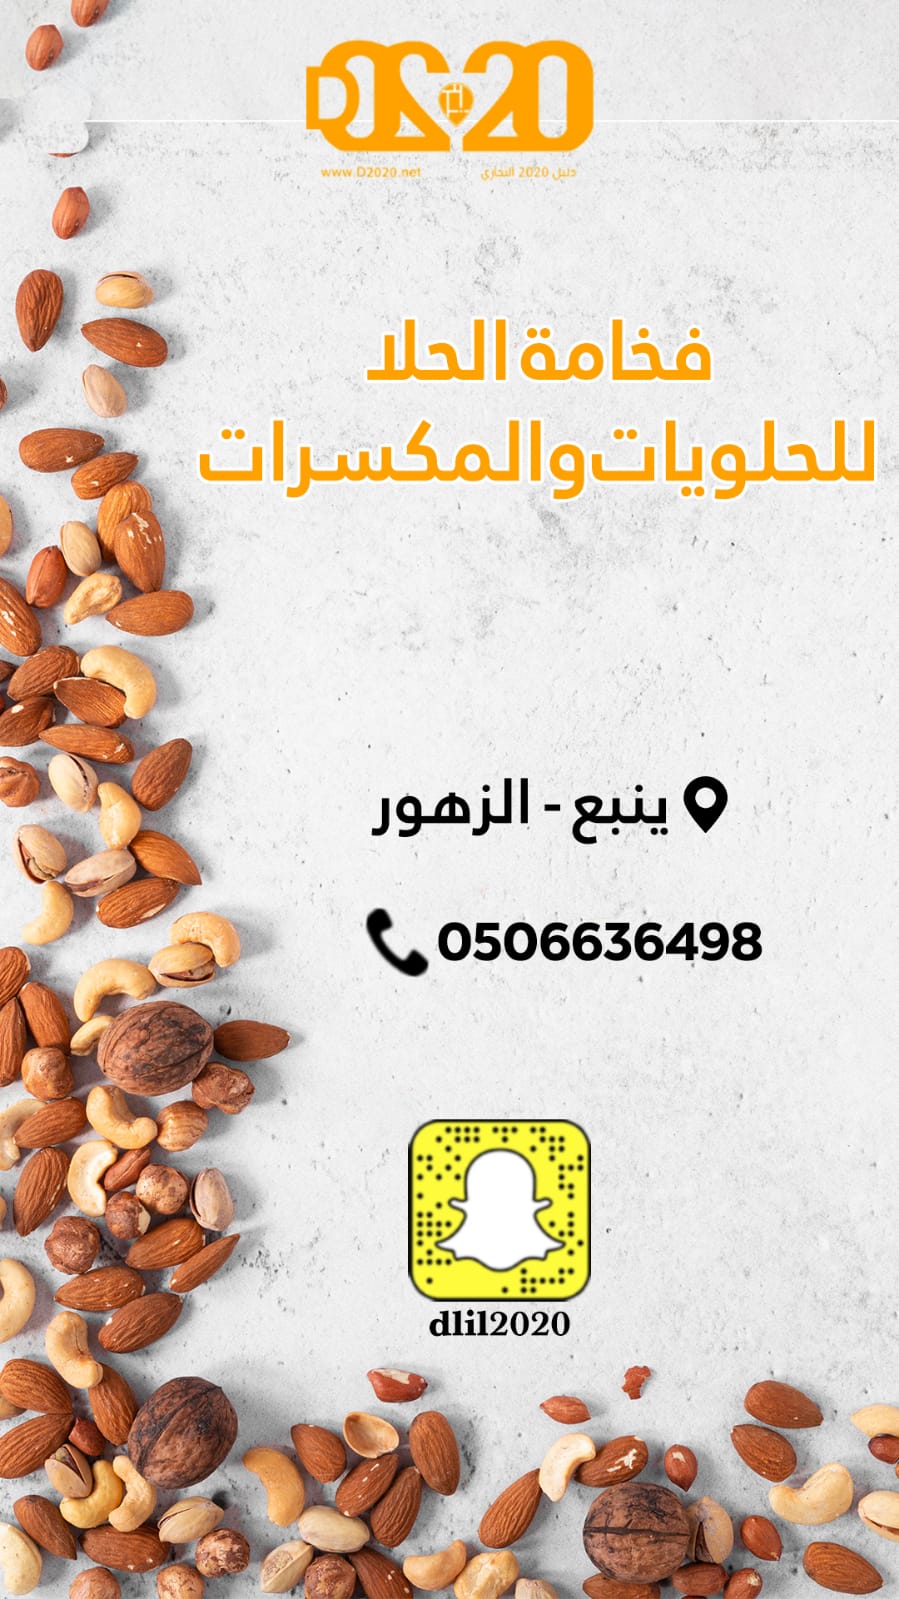 D2020
www.D2020.net
دليل 2020 التجاري
فخامة الحلا
للحلويات والمكسرات
ينبع - الزهور
0506636498
dlil2020